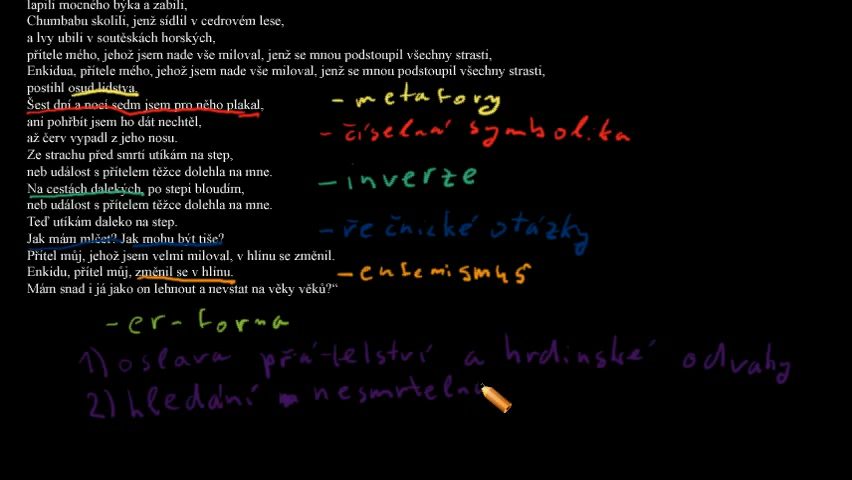 lapili mocného býka a zabili,
Chumbabu skolili, jenž sídlil v cedrovém lese,
a lvy ubili v soutěskách horských,
přítele mého, jehož jsem nade vše miloval, jenž se mnou podstoupil všechny strasti,
Enkidua, přítele mého, jehož jsem nade vše miloval, jenž se mnou podstoupil všechny strasti,
postihl osud lidstva.
- metafory
Šest dní a nocí sedm jsem pro něho plakal,
ani pohřbít jsem ho dát nechtěl,
- číselná symbolika
až červ vypadl z jeho nosu.
Ze strachu před smrtí utíkám na step,
neb událost s přítelem těžce dolehla na mne.
- inverze
Na cestách dalekých, po stepi bloudím,
neb událost s přítelem těžce dolehla na mne.
Teď utíkám daleko na step.
- řečnické otázky
Jak mám mlčet? Jak mohu být tiše?
Přítel můj, jehož jsem velmi miloval, v hlínu se změnil.
Enkidu, přítel můj, změnil se v hlínu.
- eufemismus
Mám snad i já jako on lehnout a nevstat na věky věků?“
- er-forma
1) oslava přátelství a hrdinské odvahy
2) hledání nesmrteln